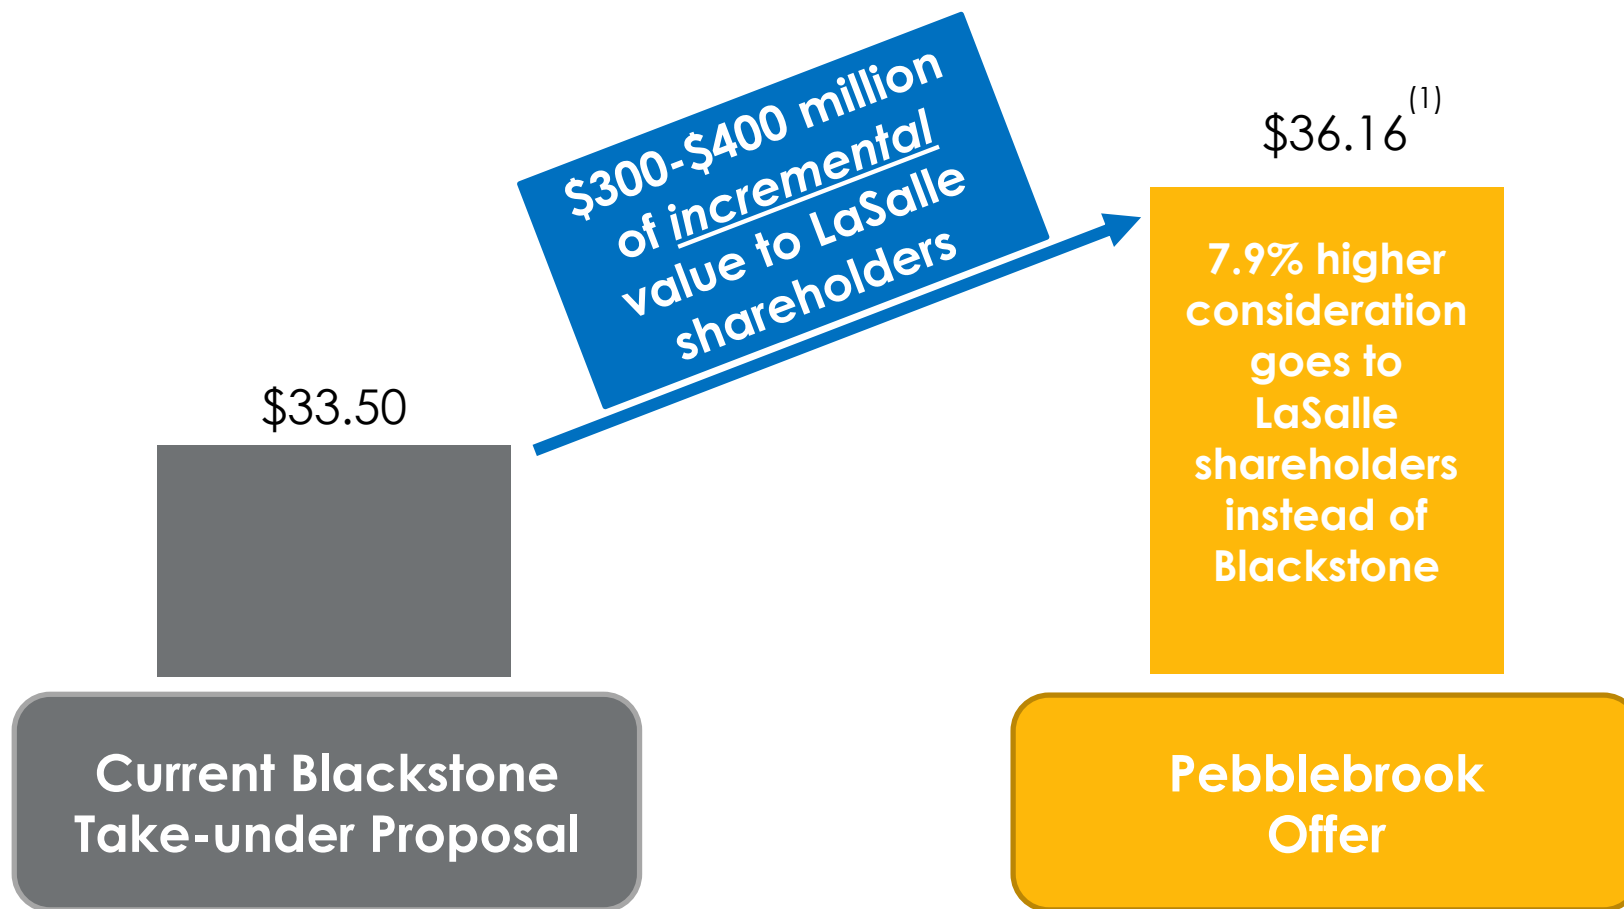 $300-$400 million
of incremental
value to LaSalle
shareholders
$36.16(1)
7.9% higher
consideration
goes to
LaSalle
shareholders
instead of
Blackstone
$33.50
Current Blackstone
Take-under Proposal
Pebblebrook
Offer